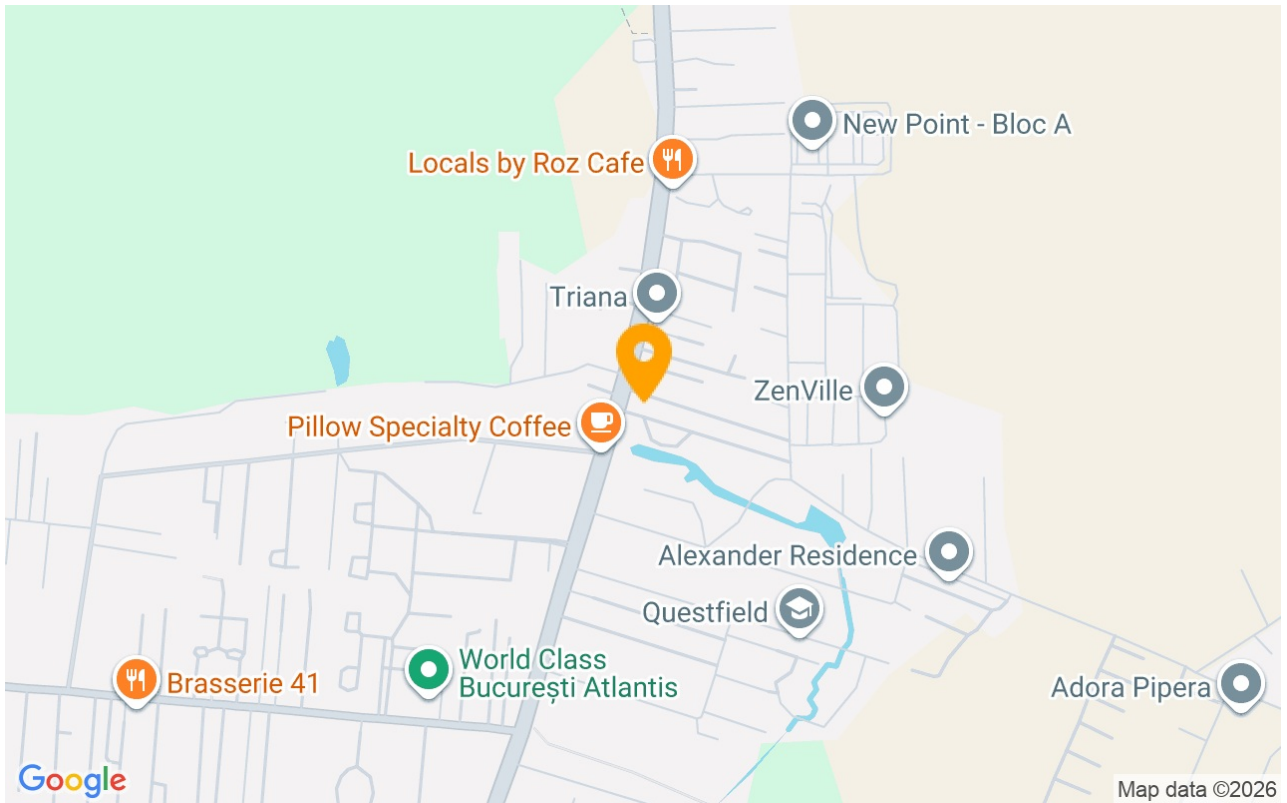 New Point - Bloc A
Locals by Roz Cafe
Triana
ZenVille
Pillow Specialty Coffee
Alexander Residence
Questfield
World Class
București Atlantis
Brasserie 41
Adora Pipera
Google
Map data ©2026